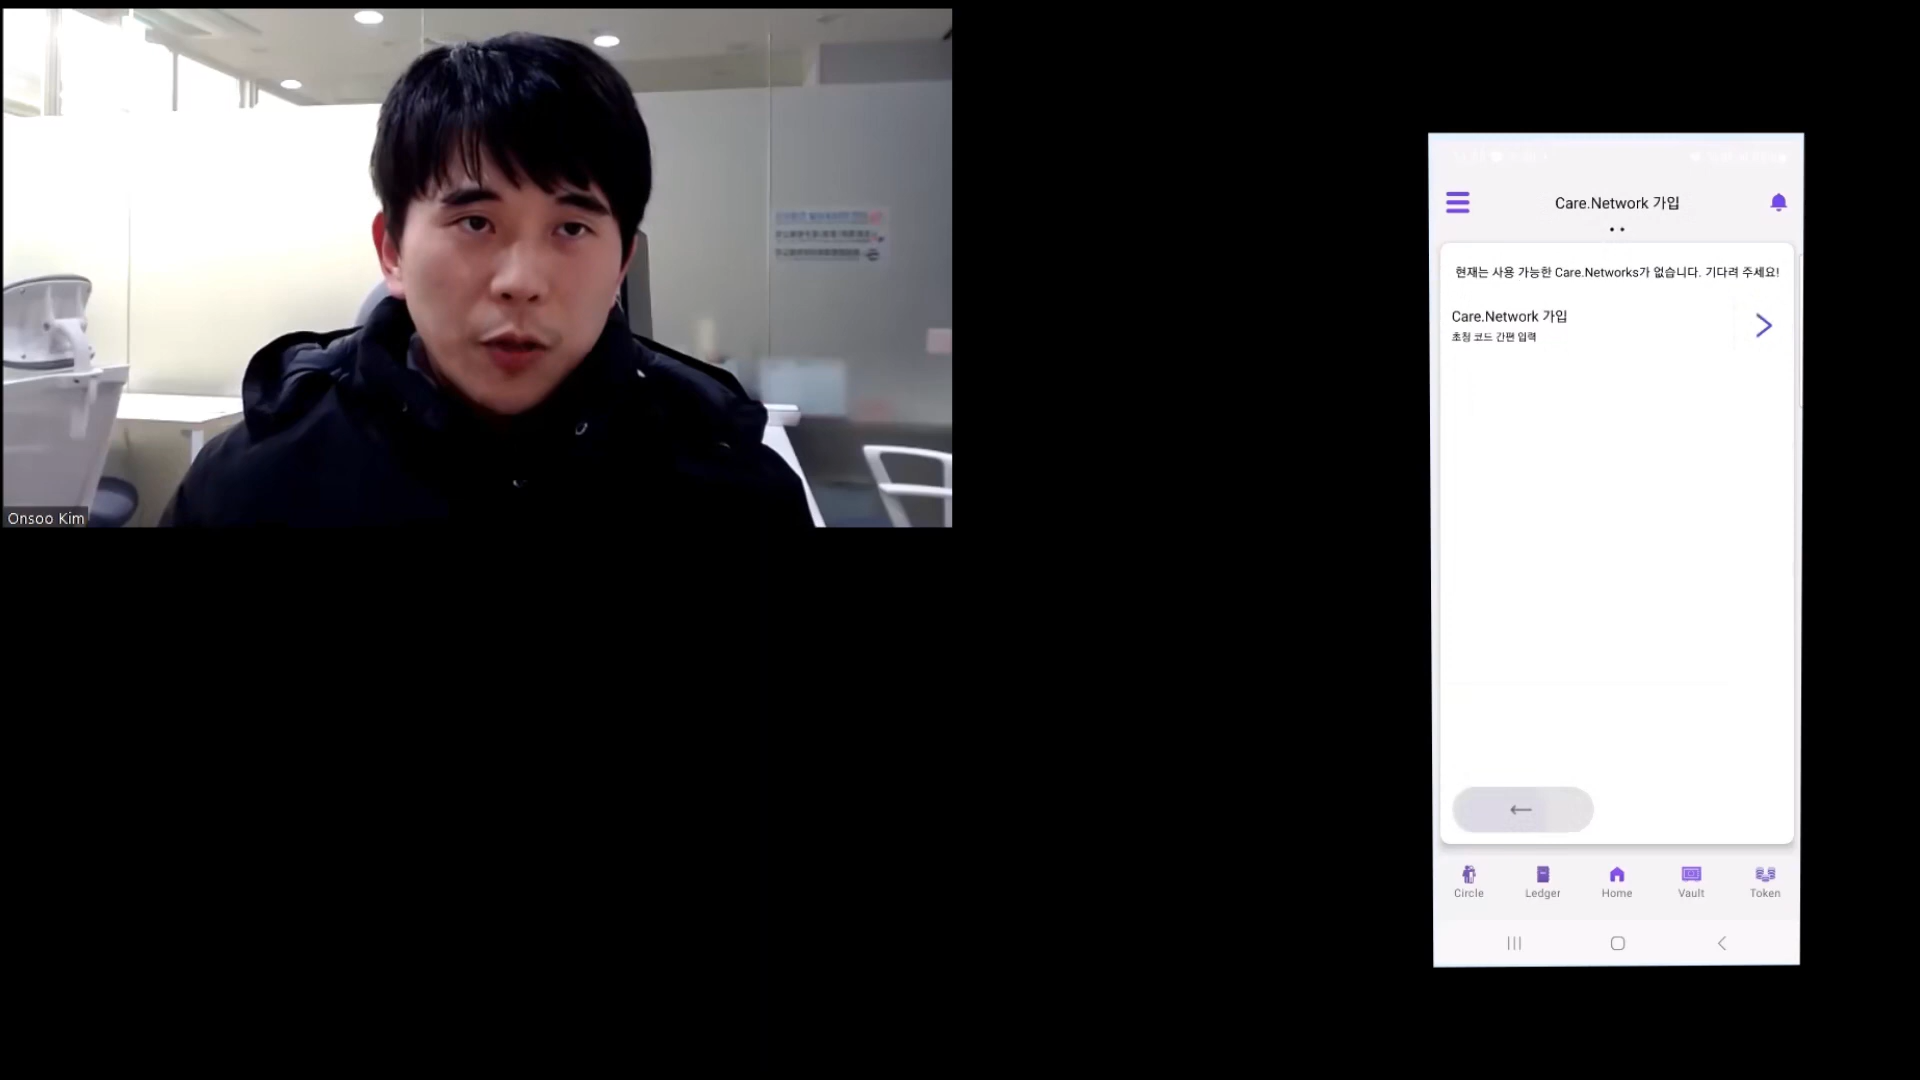 Onsoo Kim
Care.Network 가입
현재는 사용 가능한 Care.Networks가 없습니다. 기다려 주세요!
Care.Network 가입
초청 코드 간편 입력
Circle
Ledger
Home
Vault
Token